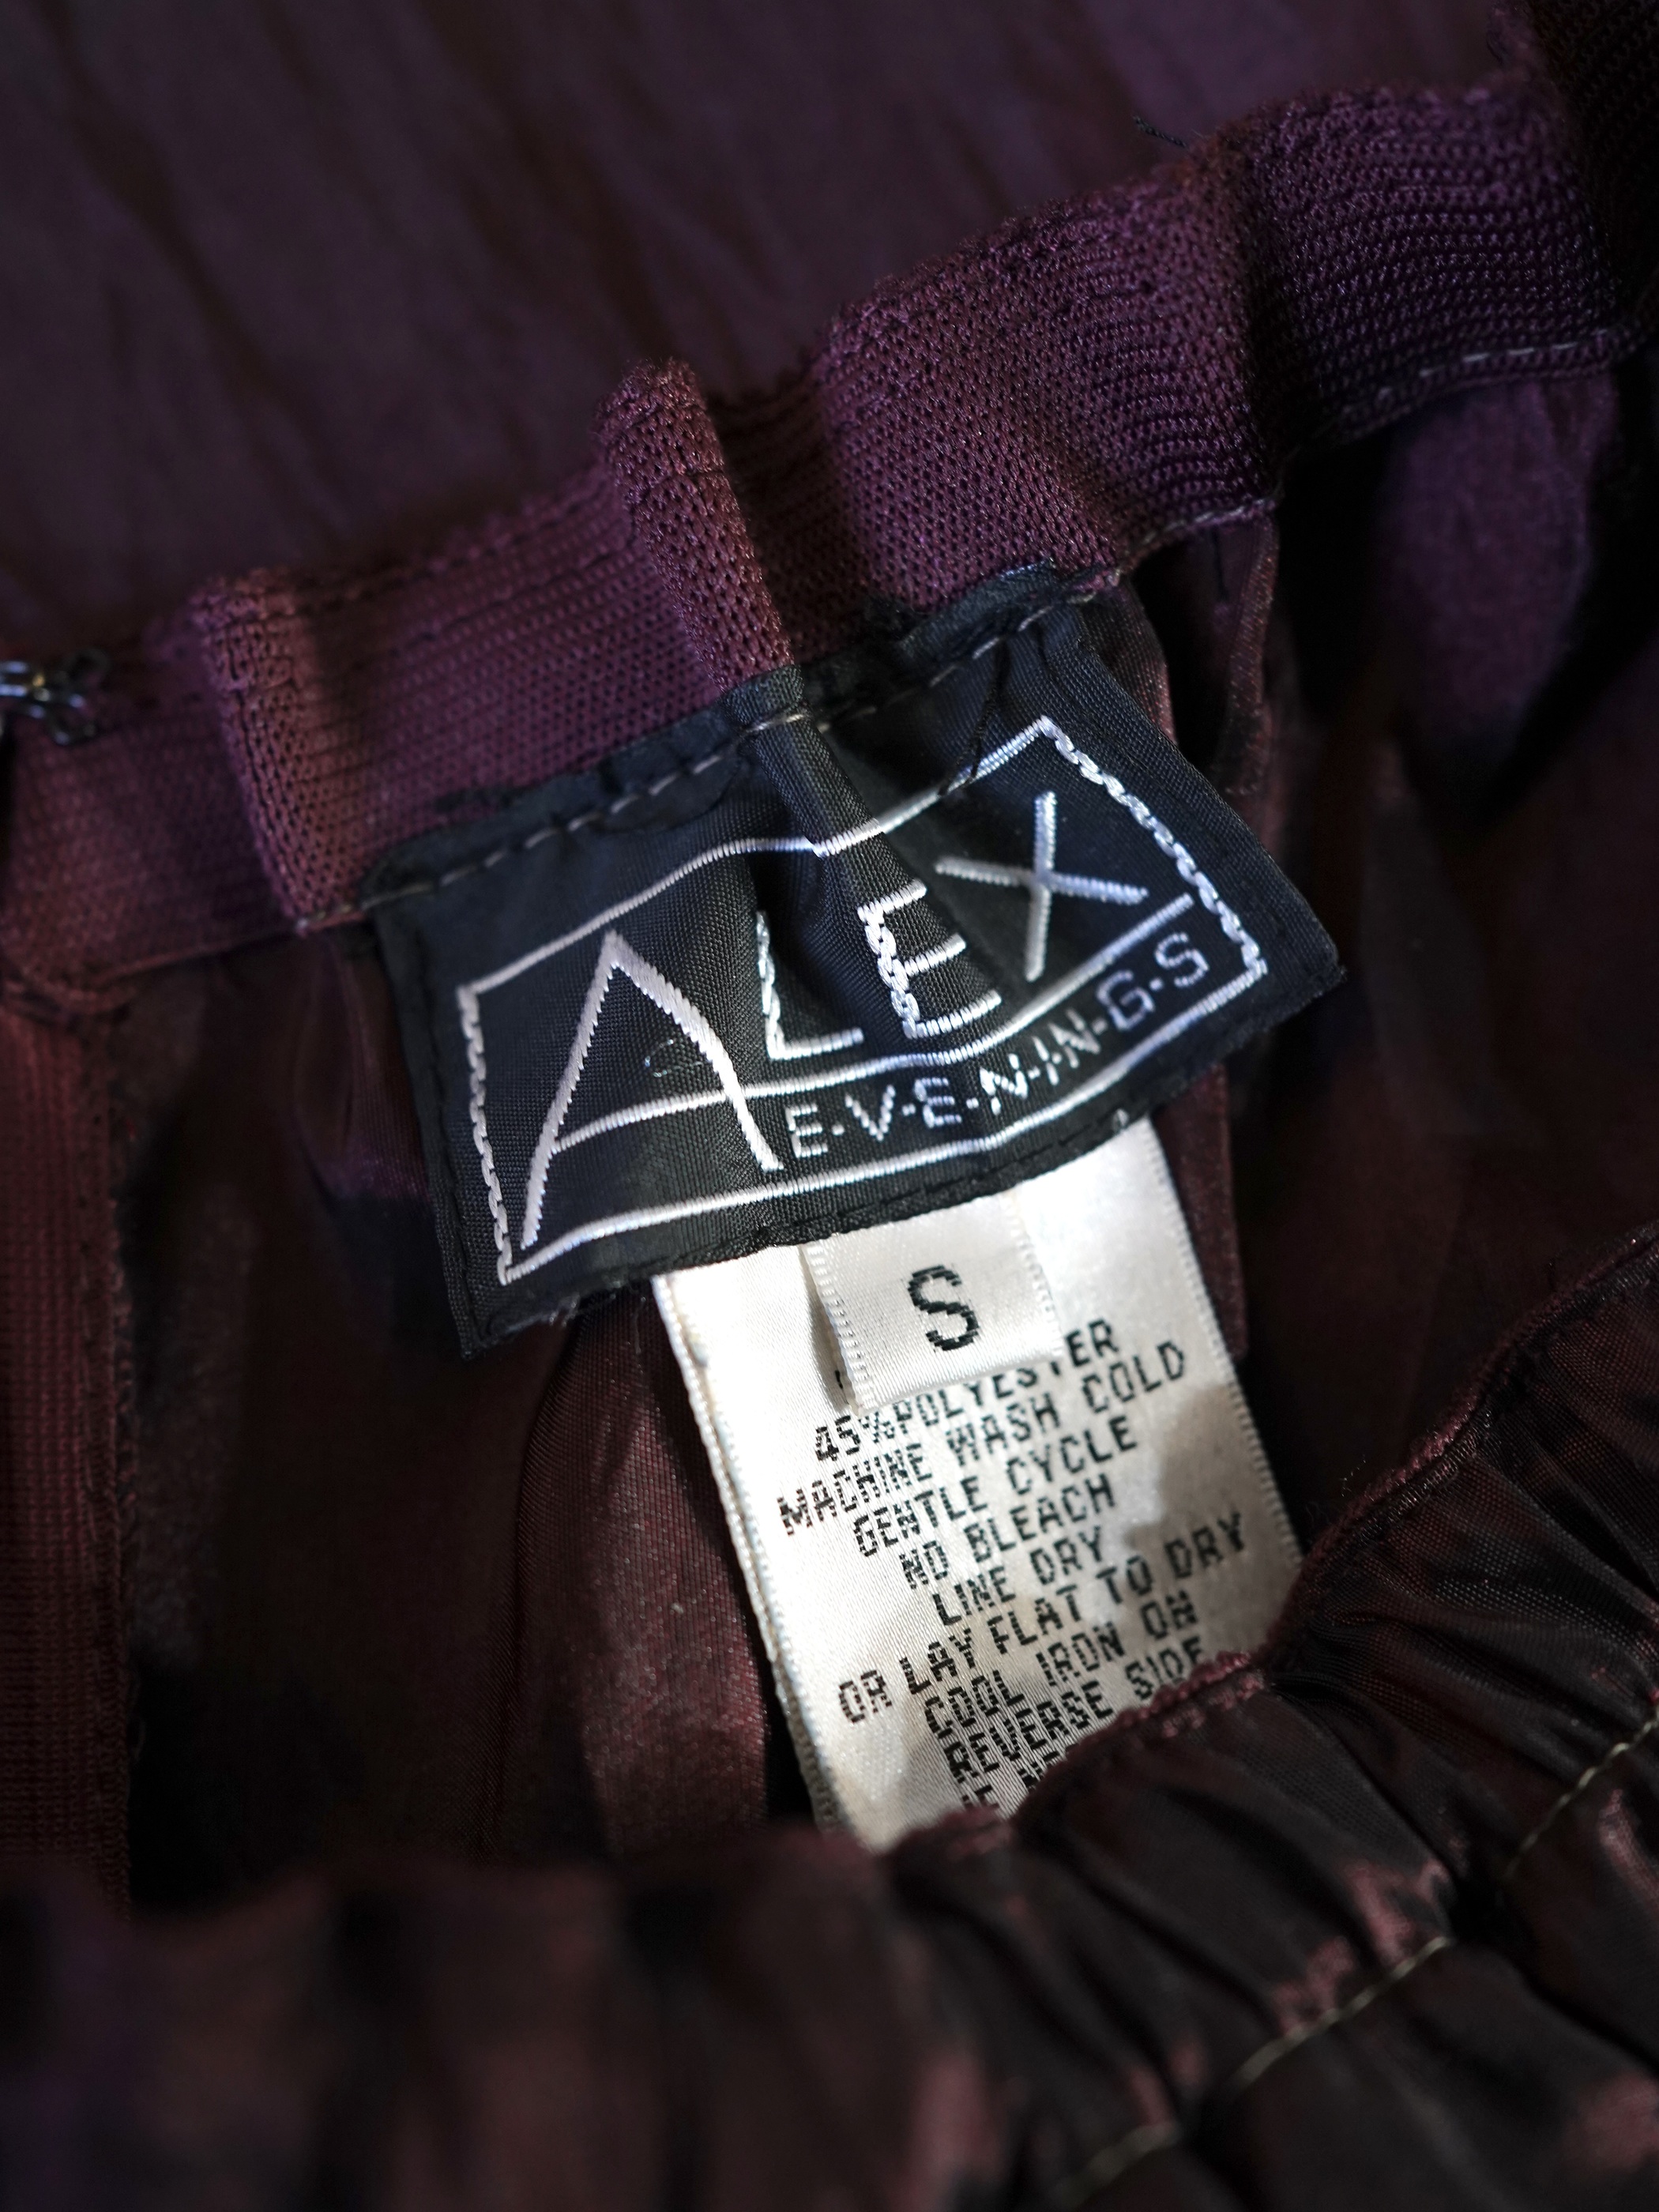 ALEX
E·V·E·N·I·N·G·S
S
45%POLYESTER
MACHINE WASH COLD
GENTLE CYCLE
NO BLEACH
LINE DRY
OR LAY FLAT TO DRY
COOL IRON ON
REVERSE SIDE